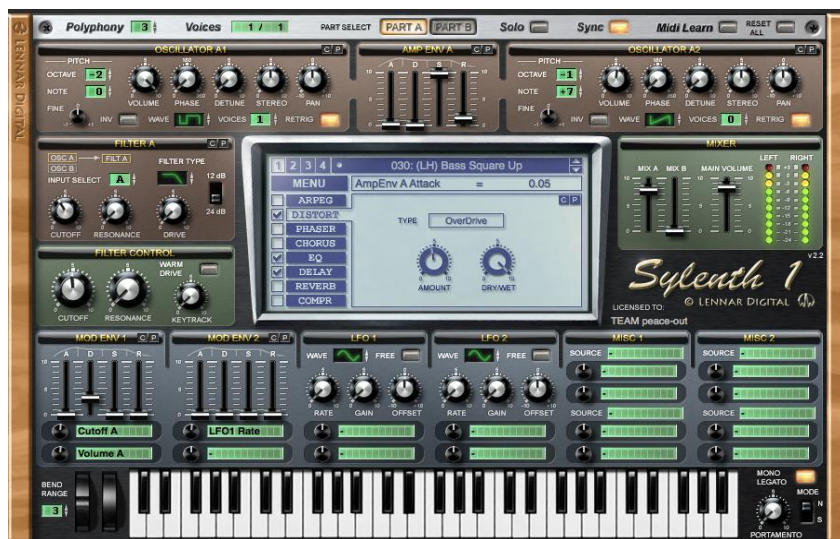 Polyphony 3 Voices 1 / 1 PART SELECT PART A PART B Solo Sync Midi Learn RESET ALL
LENNAR DIGITAL
OSCILLATOR A1 C P
PITCH
OCTAVE -2
NOTE 0
FINE
VOLUME PHASE DETUNE STEREO PAN
INV WAVE VOICES 1 RETRIG
AMP ENV A C P
A D S R
OSCILLATOR A2 C P
PITCH
OCTAVE -1
NOTE +7
FINE
VOLUME PHASE DETUNE STEREO PAN
INV WAVE VOICES 0 RETRIG
FILTER A C P
OSC A FILT A FILTER TYPE
OSC B
INPUT SELECT A
12 dB
24 dB
CUTOFF RESONANCE DRIVE
FILTER CONTROL
WARM DRIVE
CUTOFF RESONANCE KEYTRACK
1 2 3 4 030: (LH) Bass Square Up
MENU AmpEnv A Attack = 0.05
ARPEG C P
DISTORT
PHASER
CHORUS
EQ
DELAY
REVERB
COMPR
TYPE OverDrive
AMOUNT DRY/WET
MIXER
MIX A MIX B MAIN VOLUME LEFT RIGHT
v2.2
Sylenth 1
LICENSED TO: © LENNAR DIGITAL
TEAM peace-out
MOD ENV 1 C P
A D S R
Cutoff A
Volume A
MOD ENV 2 C P
A D S R
LFO1 Rate
LFO 1
WAVE FREE
RATE GAIN OFFSET
LFO 2
WAVE FREE
RATE GAIN OFFSET
MISC 1
SOURCE
SOURCE
MISC 2
SOURCE
SOURCE
BEND RANGE
3
MONO LEGATO
MODE
N
S
PORTAMENTO